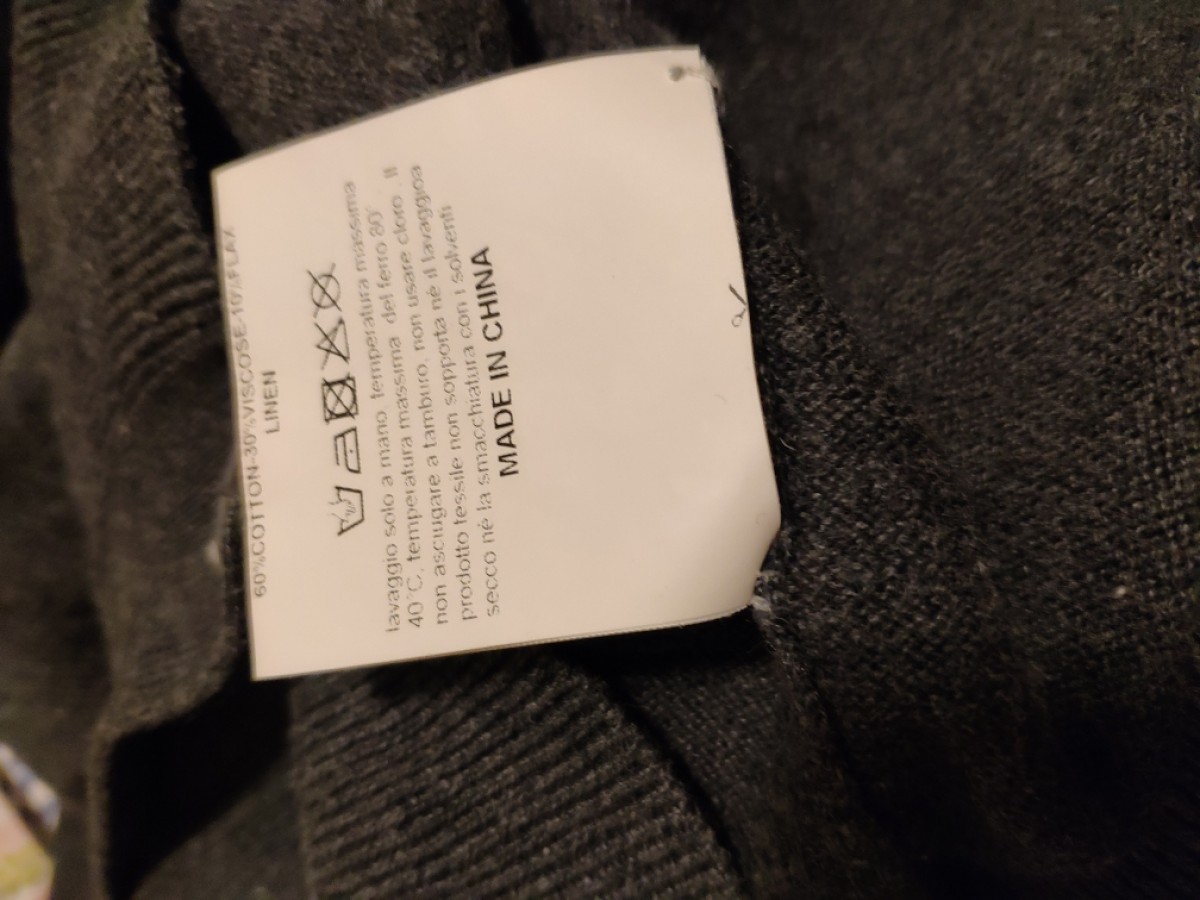 60%COTTON-30%VISCOSE-10%FLAX
LINEN
lavaggio solo a mano temperatura massima
40°C, temperatura massima del ferro 80° 
non asciugare a tamburo, non usare cloro . Il
prodotto tessile non sopporta né il lavaggioa
secco né la smacchiatura con i solventi
MADE IN CHINA